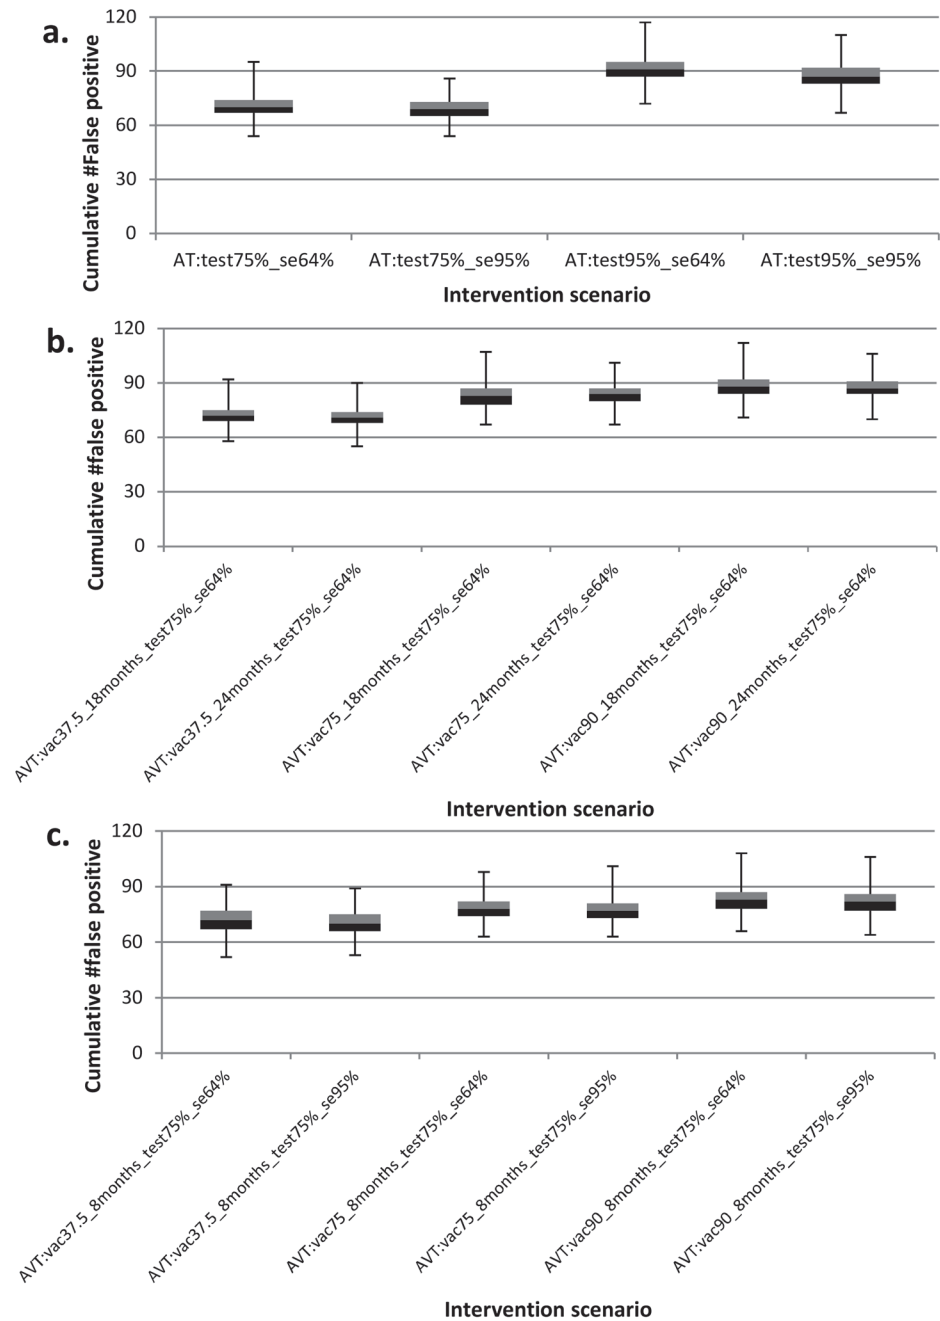 a.
Cumulative #False positive
120
90
60
30
0
AT:test75%_se64%
AT:test75%_se95%
AT:test95%_se64%
AT:test95%_se95%
Intervention scenario
b.
Cumulative #false positive
120
90
60
30
0
AVT:vac37.5_18months_test75%_se64%
AVT:vac37.5_24months_test75%_se64%
AVT:vac75_18months_test75%_se64%
AVT:vac75_24months_test75%_se64%
AVT:vac90_18months_test75%_se64%
AVT:vac90_24months_test75%_se64%
Intervention scenario
c.
Cumulative #false positive
120
90
60
30
0
AVT:vac37.5_8months_test75%_se64%
AVT:vac37.5_8months_test75%_se95%
AVT:vac75_8months_test75%_se64%
AVT:vac75_8months_test75%_se95%
AVT:vac90_8months_test75%_se64%
AVT:vac90_8months_test75%_se95%
Intervention scenario